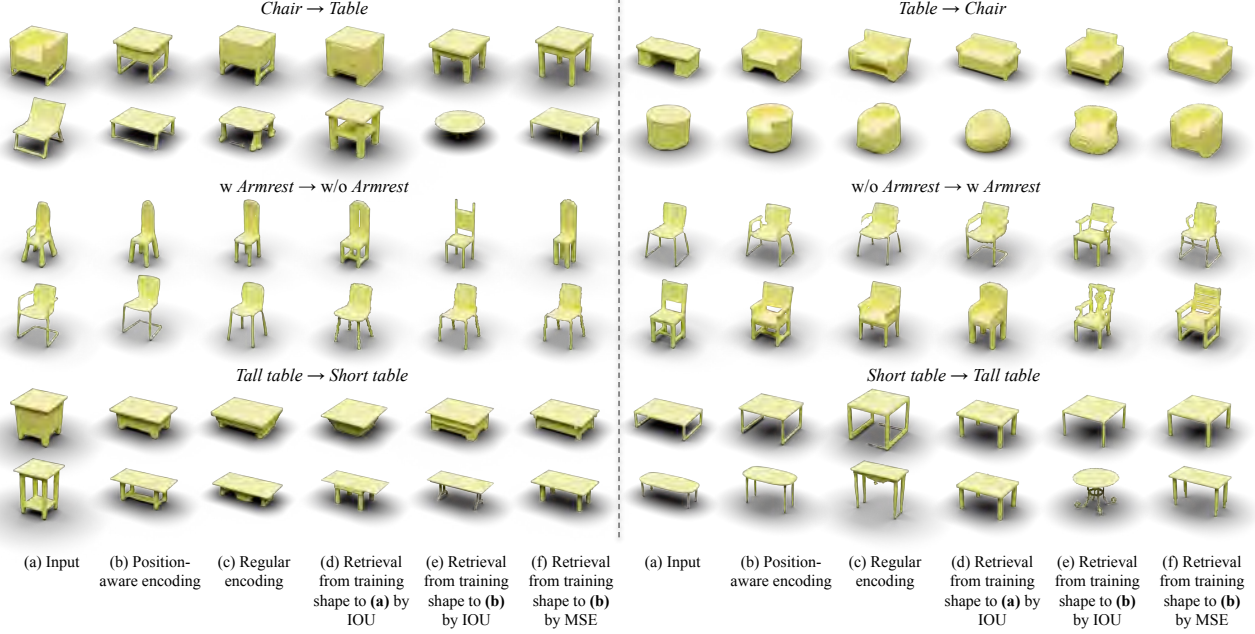 Chair → Table
Table → Chair
w Armrest → w/o Armrest
w/o Armrest → w Armrest
Tall table → Short table
Short table → Tall table
(a) Input
(b) Position-
aware encoding
(c) Regular
encoding
(d) Retrieval
from training
shape to (a) by
IOU
(e) Retrieval
from training
shape to (b)
by IOU
(f) Retrieval
from training
shape to (b)
by MSE
(a) Input
(b) Position-
aware encoding
(c) Regular
encoding
(d) Retrieval
from training
shape to (a) by
IOU
(e) Retrieval
from training
shape to (b)
by IOU
(f) Retrieval
from training
shape to (b)
by MSE